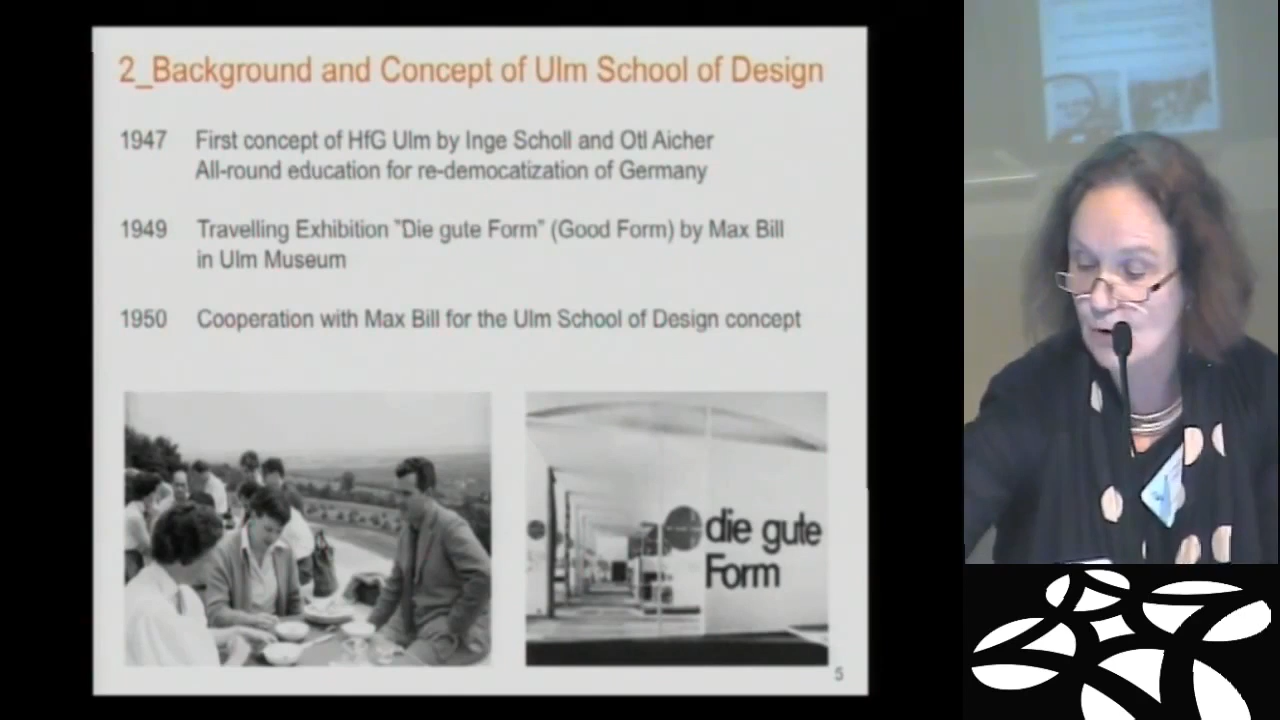 2_Background and Concept of Ulm School of Design
1947 First concept of HfG Ulm by Inge Scholl and Otl Aicher
All-round education for re-democatization of Germany
1949 Travelling Exhibition "Die gute Form" (Good Form) by Max Bill
in Ulm Museum
1950 Cooperation with Max Bill for the Ulm School of Design concept
die gute
Form
5